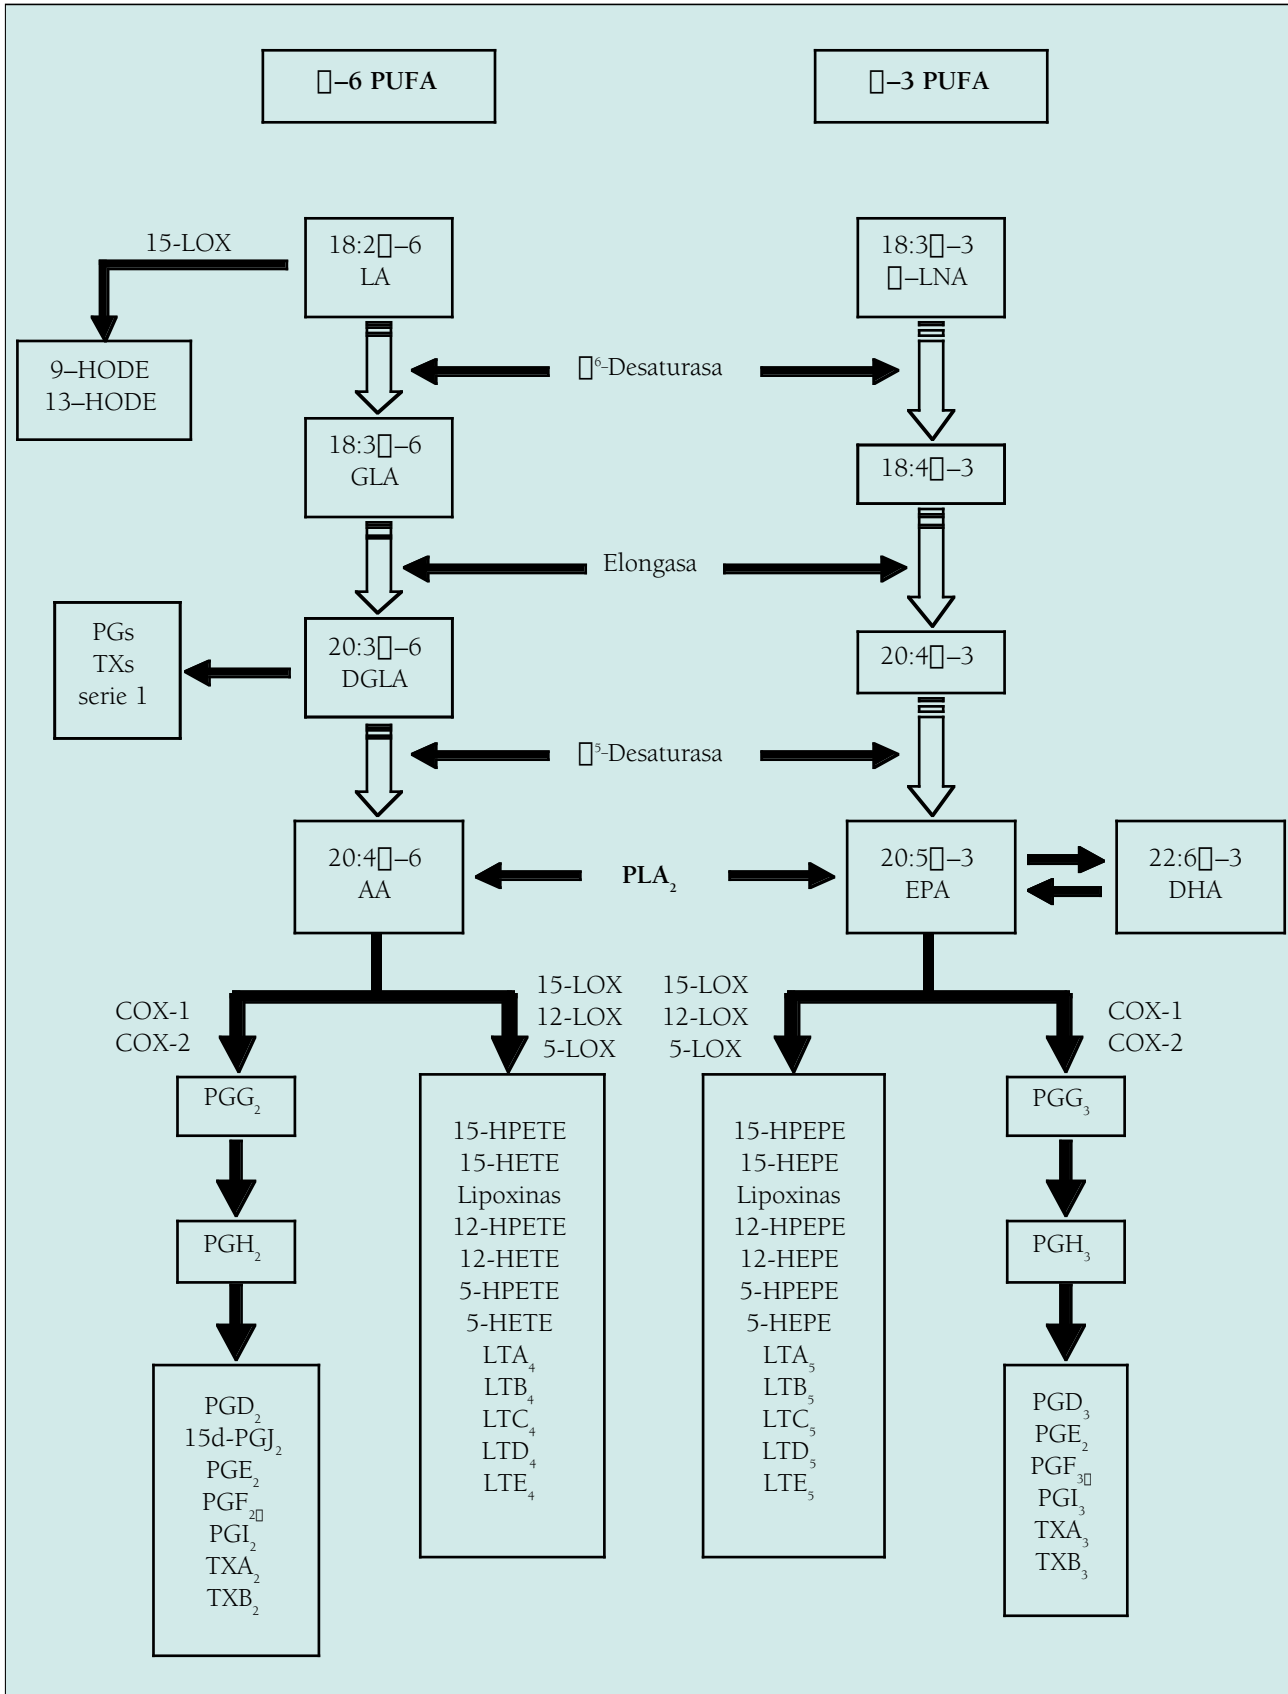 ▯–6 PUFA
▯–3 PUFA
15-LOX
18:2▯–6
LA
18:3▯–3
▯–LNA
9–HODE
13–HODE
▯⁶-Desaturasa
18:3▯–6
GLA
18:4▯–3
Elongasa
PGs
TXs
serie 1
20:3▯–6
DGLA
20:4▯–3
▯⁵-Desaturasa
20:4▯–6
AA
PLA₂
20:5▯–3
EPA
22:6▯–3
DHA
COX-1
COX-2
15-LOX
12-LOX
5-LOX
15-LOX
12-LOX
5-LOX
COX-1
COX-2
PGG₂
PGH₂
PGD₂
15d-PGJ₂
PGE₂
PGF₂▯
PGI₂
TXA₂
TXB₂
15-HPETE
15-HETE
Lipoxinas
12-HPETE
12-HETE
5-HPETE
5-HETE
LTA₄
LTB₄
LTC₄
LTD₄
LTE₄
15-HPEPE
15-HEPE
Lipoxinas
12-HPEPE
12-HEPE
5-HPEPE
5-HEPE
LTA₅
LTB₅
LTC₅
LTD₅
LTE₅
PGG₃
PGH₃
PGD₃
PGE₂
PGF₃▯
PGI₃
TXA₃
TXB₃